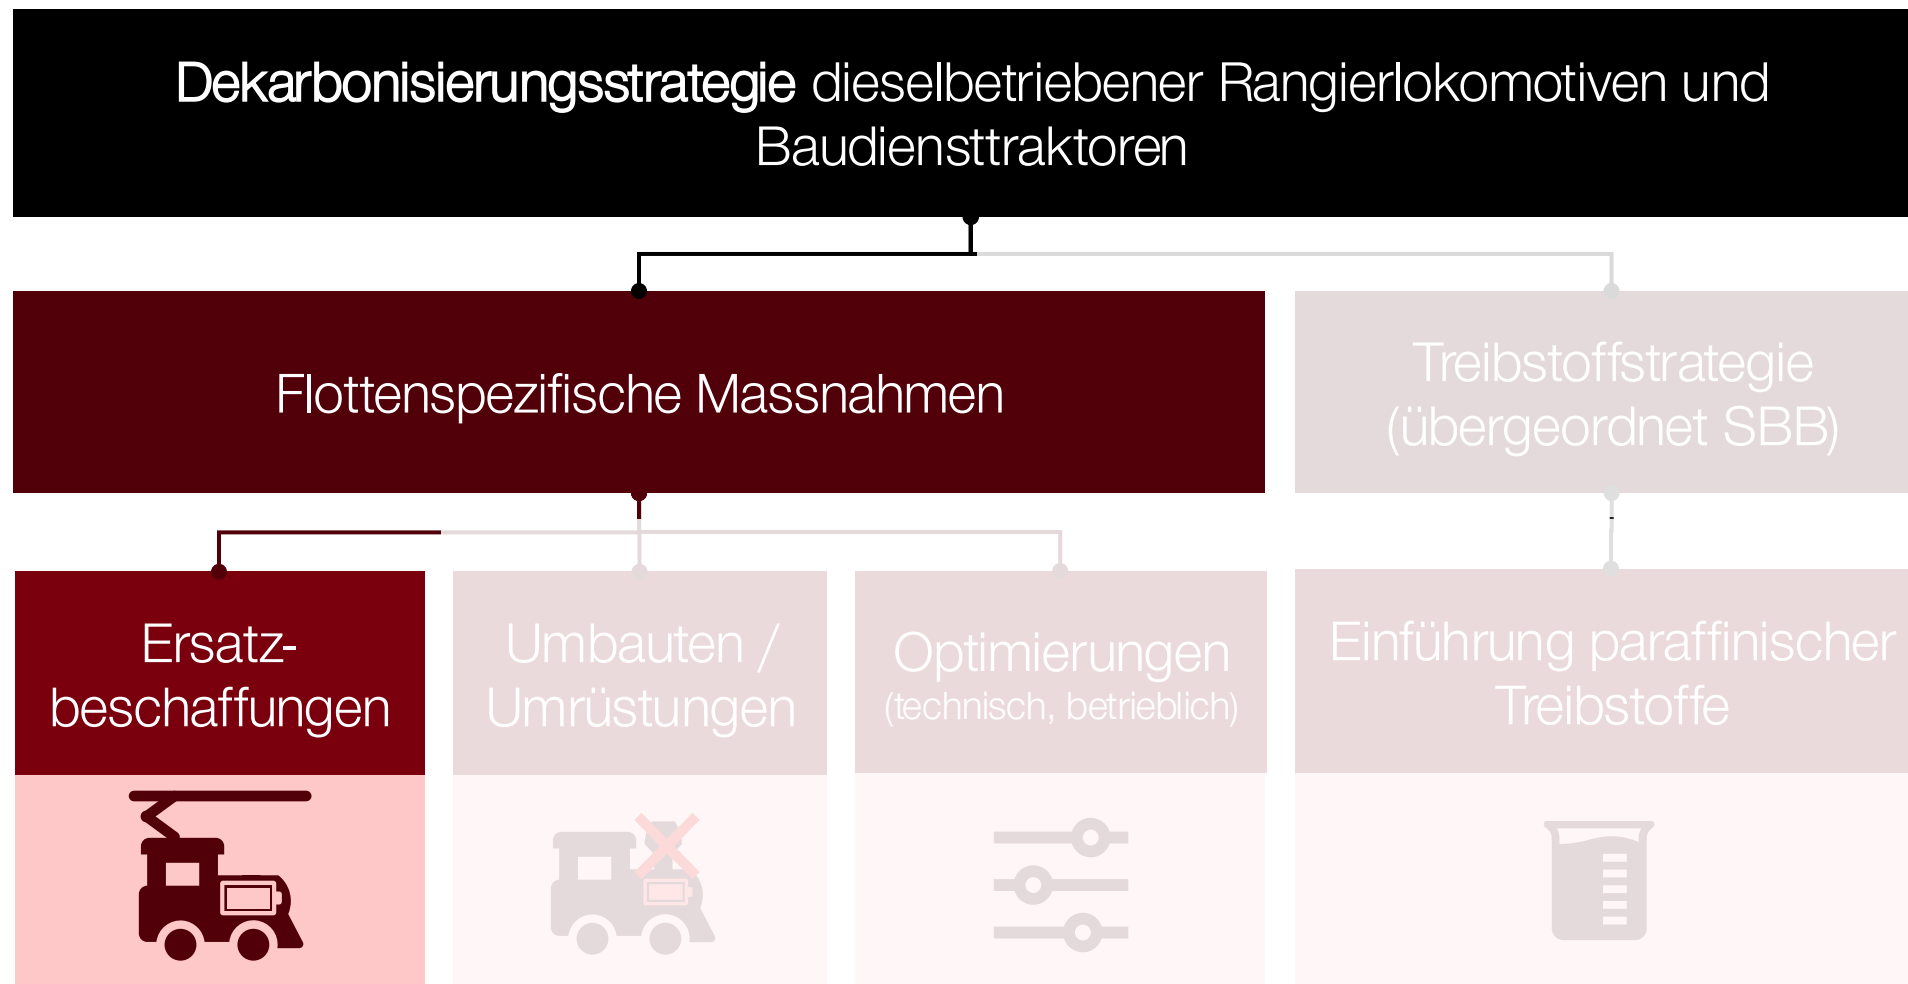 Dekarbonisierungsstrategie dieselbetriebener Rangierlokomotiven und
Baudiensttraktoren
Flottenspezifische Massnahmen
Treibstoffstrategie
(übergeordnet SBB)
Ersatz-
beschaffungen
Umbauten /
Umrüstungen
Optimierungen
(technisch, betrieblich)
Einführung paraffinischer
Treibstoffe